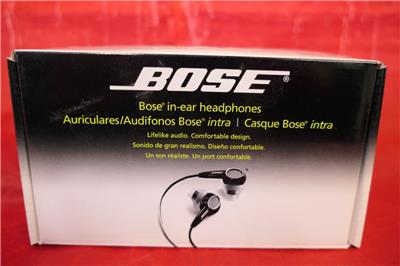 BOSE®
Bose® in-ear headphones
Auriculares/Audífonos Bose® intra | Casque Bose® intra
Lifelike audio. Comfortable design.
Sonido de gran realismo. Diseño confortable.
Un son réaliste. Un port confortable.